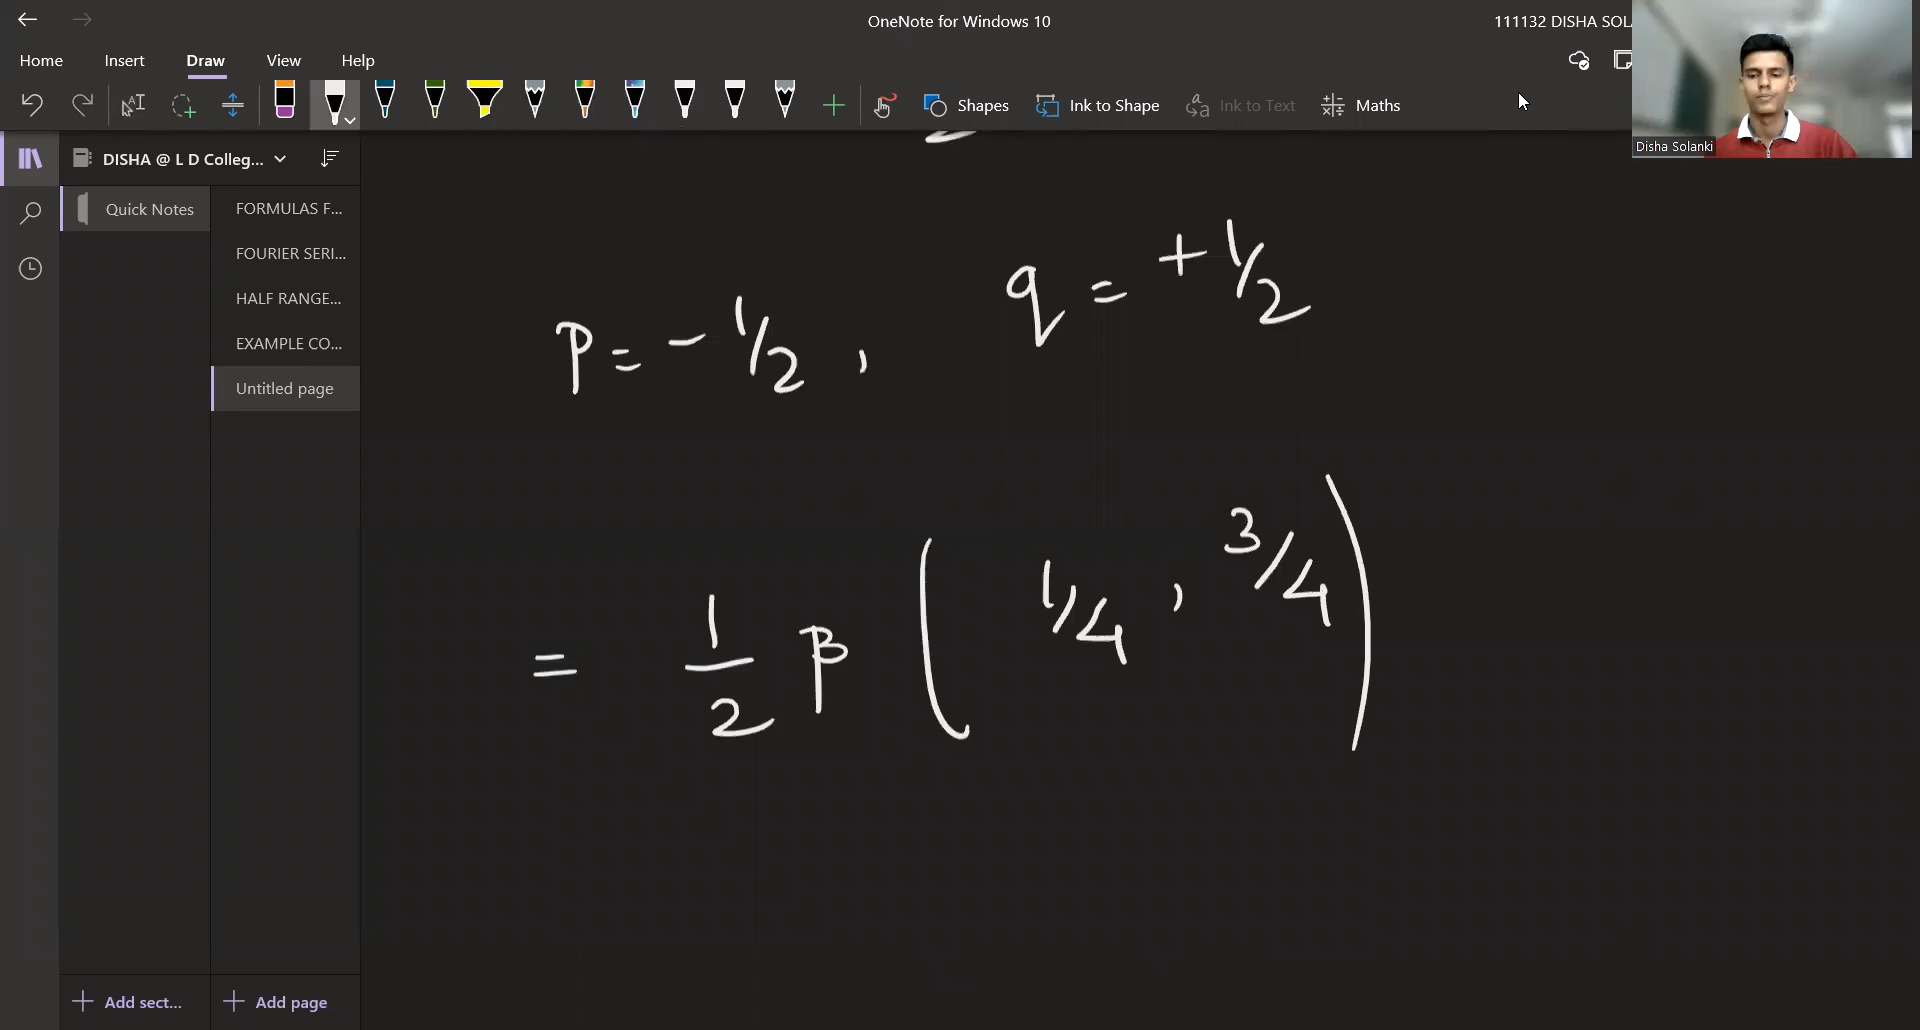 OneNote for Windows 10
111132 DISHA SOLA
Home Insert Draw View Help
Shapes Ink to Shape Ink to Text Maths
Disha Solanki
DISHA @ L D Colleg...
Quick Notes
FORMULAS F...
FOURIER SERI...
HALF RANGE...
EXAMPLE CO...
Untitled page
p = - 1/2 , q = + 1/2
= 1/2 β ( 1/4 , 3/4 )
Add sect... Add page